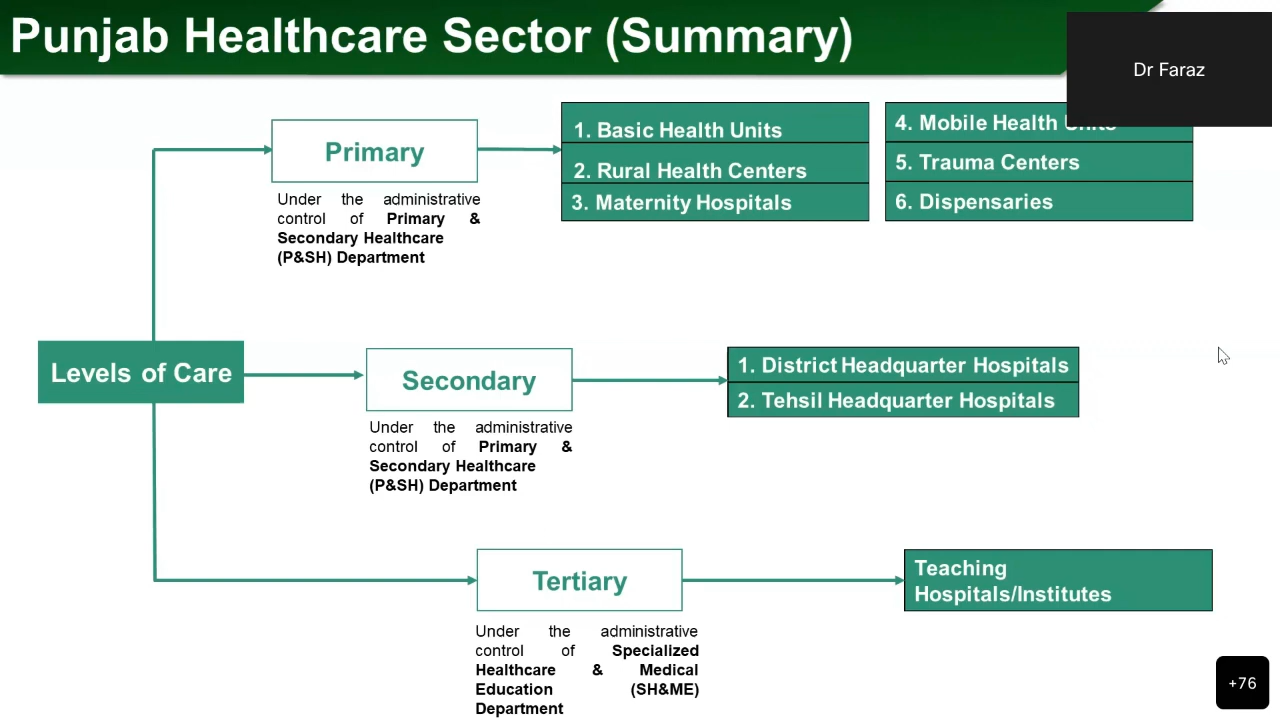 Punjab Healthcare Sector (Summary)
Dr Faraz
Primary
Under the administrative
control of Primary &
Secondary Healthcare
(P&SH) Department
1. Basic Health Units
2. Rural Health Centers
3. Maternity Hospitals
4. Mobile Health Units
5. Trauma Centers
6. Dispensaries
Levels of Care
Secondary
Under the administrative
control of Primary &
Secondary Healthcare
(P&SH) Department
1. District Headquarter Hospitals
2. Tehsil Headquarter Hospitals
Tertiary
Under the administrative
control of Specialized
Healthcare & Medical
Education (SH&ME)
Department
Teaching
Hospitals/Institutes
+76